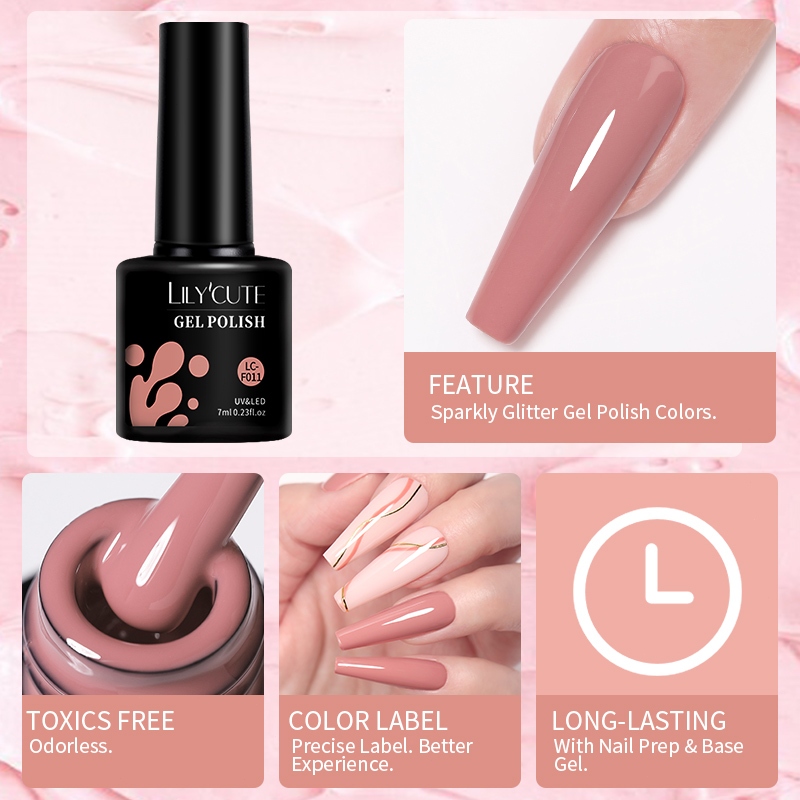 LILY'CUTE
GEL POLISH
LC-
F011
UV&LED
7ml 0.23fl.oz
FEATURE
Sparkly Glitter Gel Polish Colors.
TOXICS FREE
Odorless.
COLOR LABEL
Precise Label. Better
Experience.
LONG-LASTING
With Nail Prep & Base
Gel.